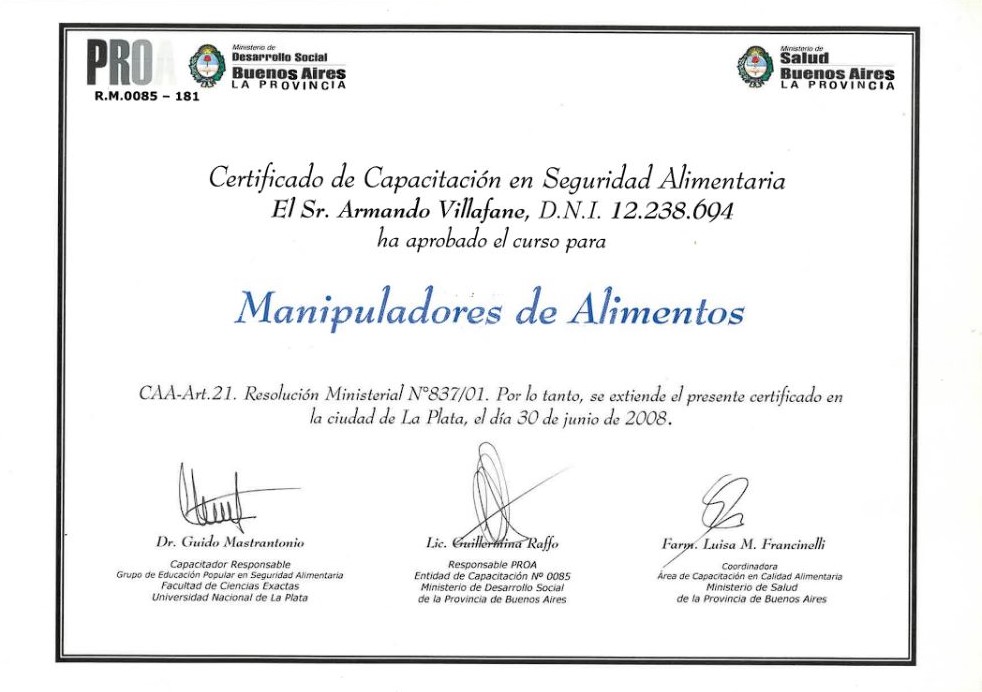 PROA
R.M.0085 – 181
Ministerio de
Desarrollo Social
Buenos Aires
LA PROVINCIA
Ministerio de
Salud
Buenos Aires
LA PROVINCIA
Certificado de Capacitación en Seguridad Alimentaria
El Sr. Armando Villafane, D.N.I. 12.238.694
ha aprobado el curso para
Manipuladores de Alimentos
CAA-Art.21. Resolución Ministerial N°837/01. Por lo tanto, se extiende el presente certificado en
la ciudad de La Plata, el día 30 de junio de 2008.
Dr. Guido Mastrantonio
Capacitador Responsable
Grupo de Educación Popular en Seguridad Alimentaria
Facultad de Ciencias Exactas
Universidad Nacional de La Plata
Lic. Guillermina Raffo
Responsable PROA
Entidad de Capacitación Nº 0085
Ministerio de Desarrollo Social
de la Provincia de Buenos Aires
Farm. Luisa M. Francinelli
Coordinadora
Área de Capacitación en Calidad Alimentaria
Ministerio de Salud
de la Provincia de Buenos Aires